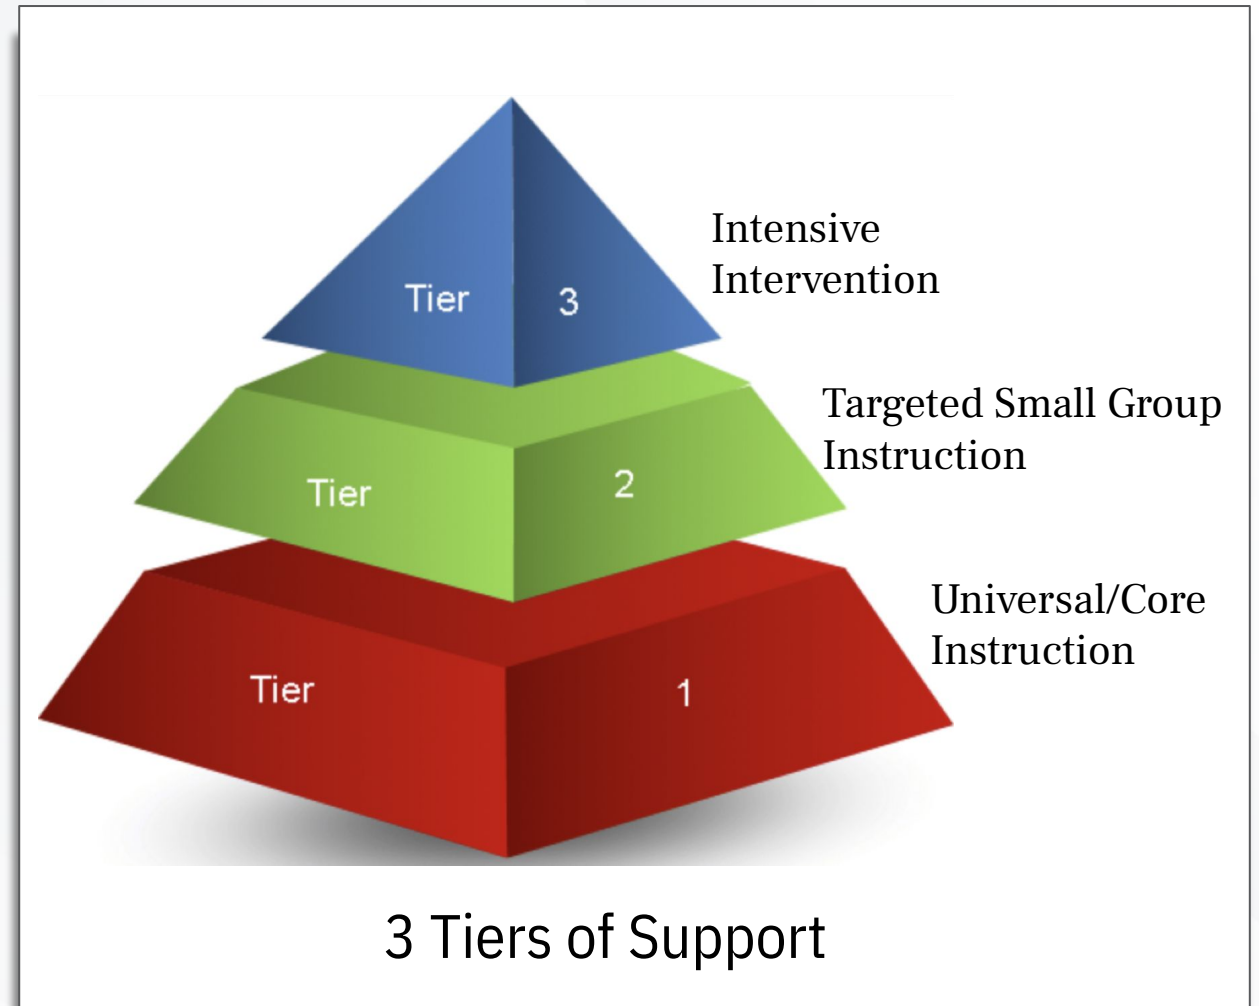 Intensive
Intervention
Tier 3
Targeted Small Group
Instruction
Tier 2
Universal/Core
Instruction
Tier 1
3 Tiers of Support